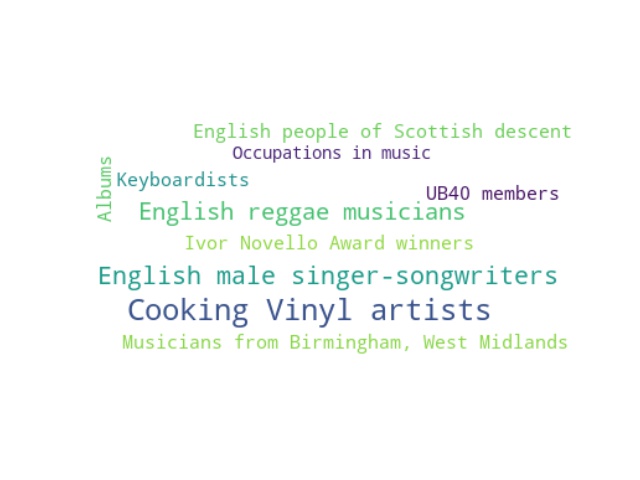 English people of Scottish descent
Occupations in music
Albums
Keyboardists
UB40 members
English reggae musicians
Ivor Novello Award winners
English male singer-songwriters
Cooking Vinyl artists
Musicians from Birmingham, West Midlands